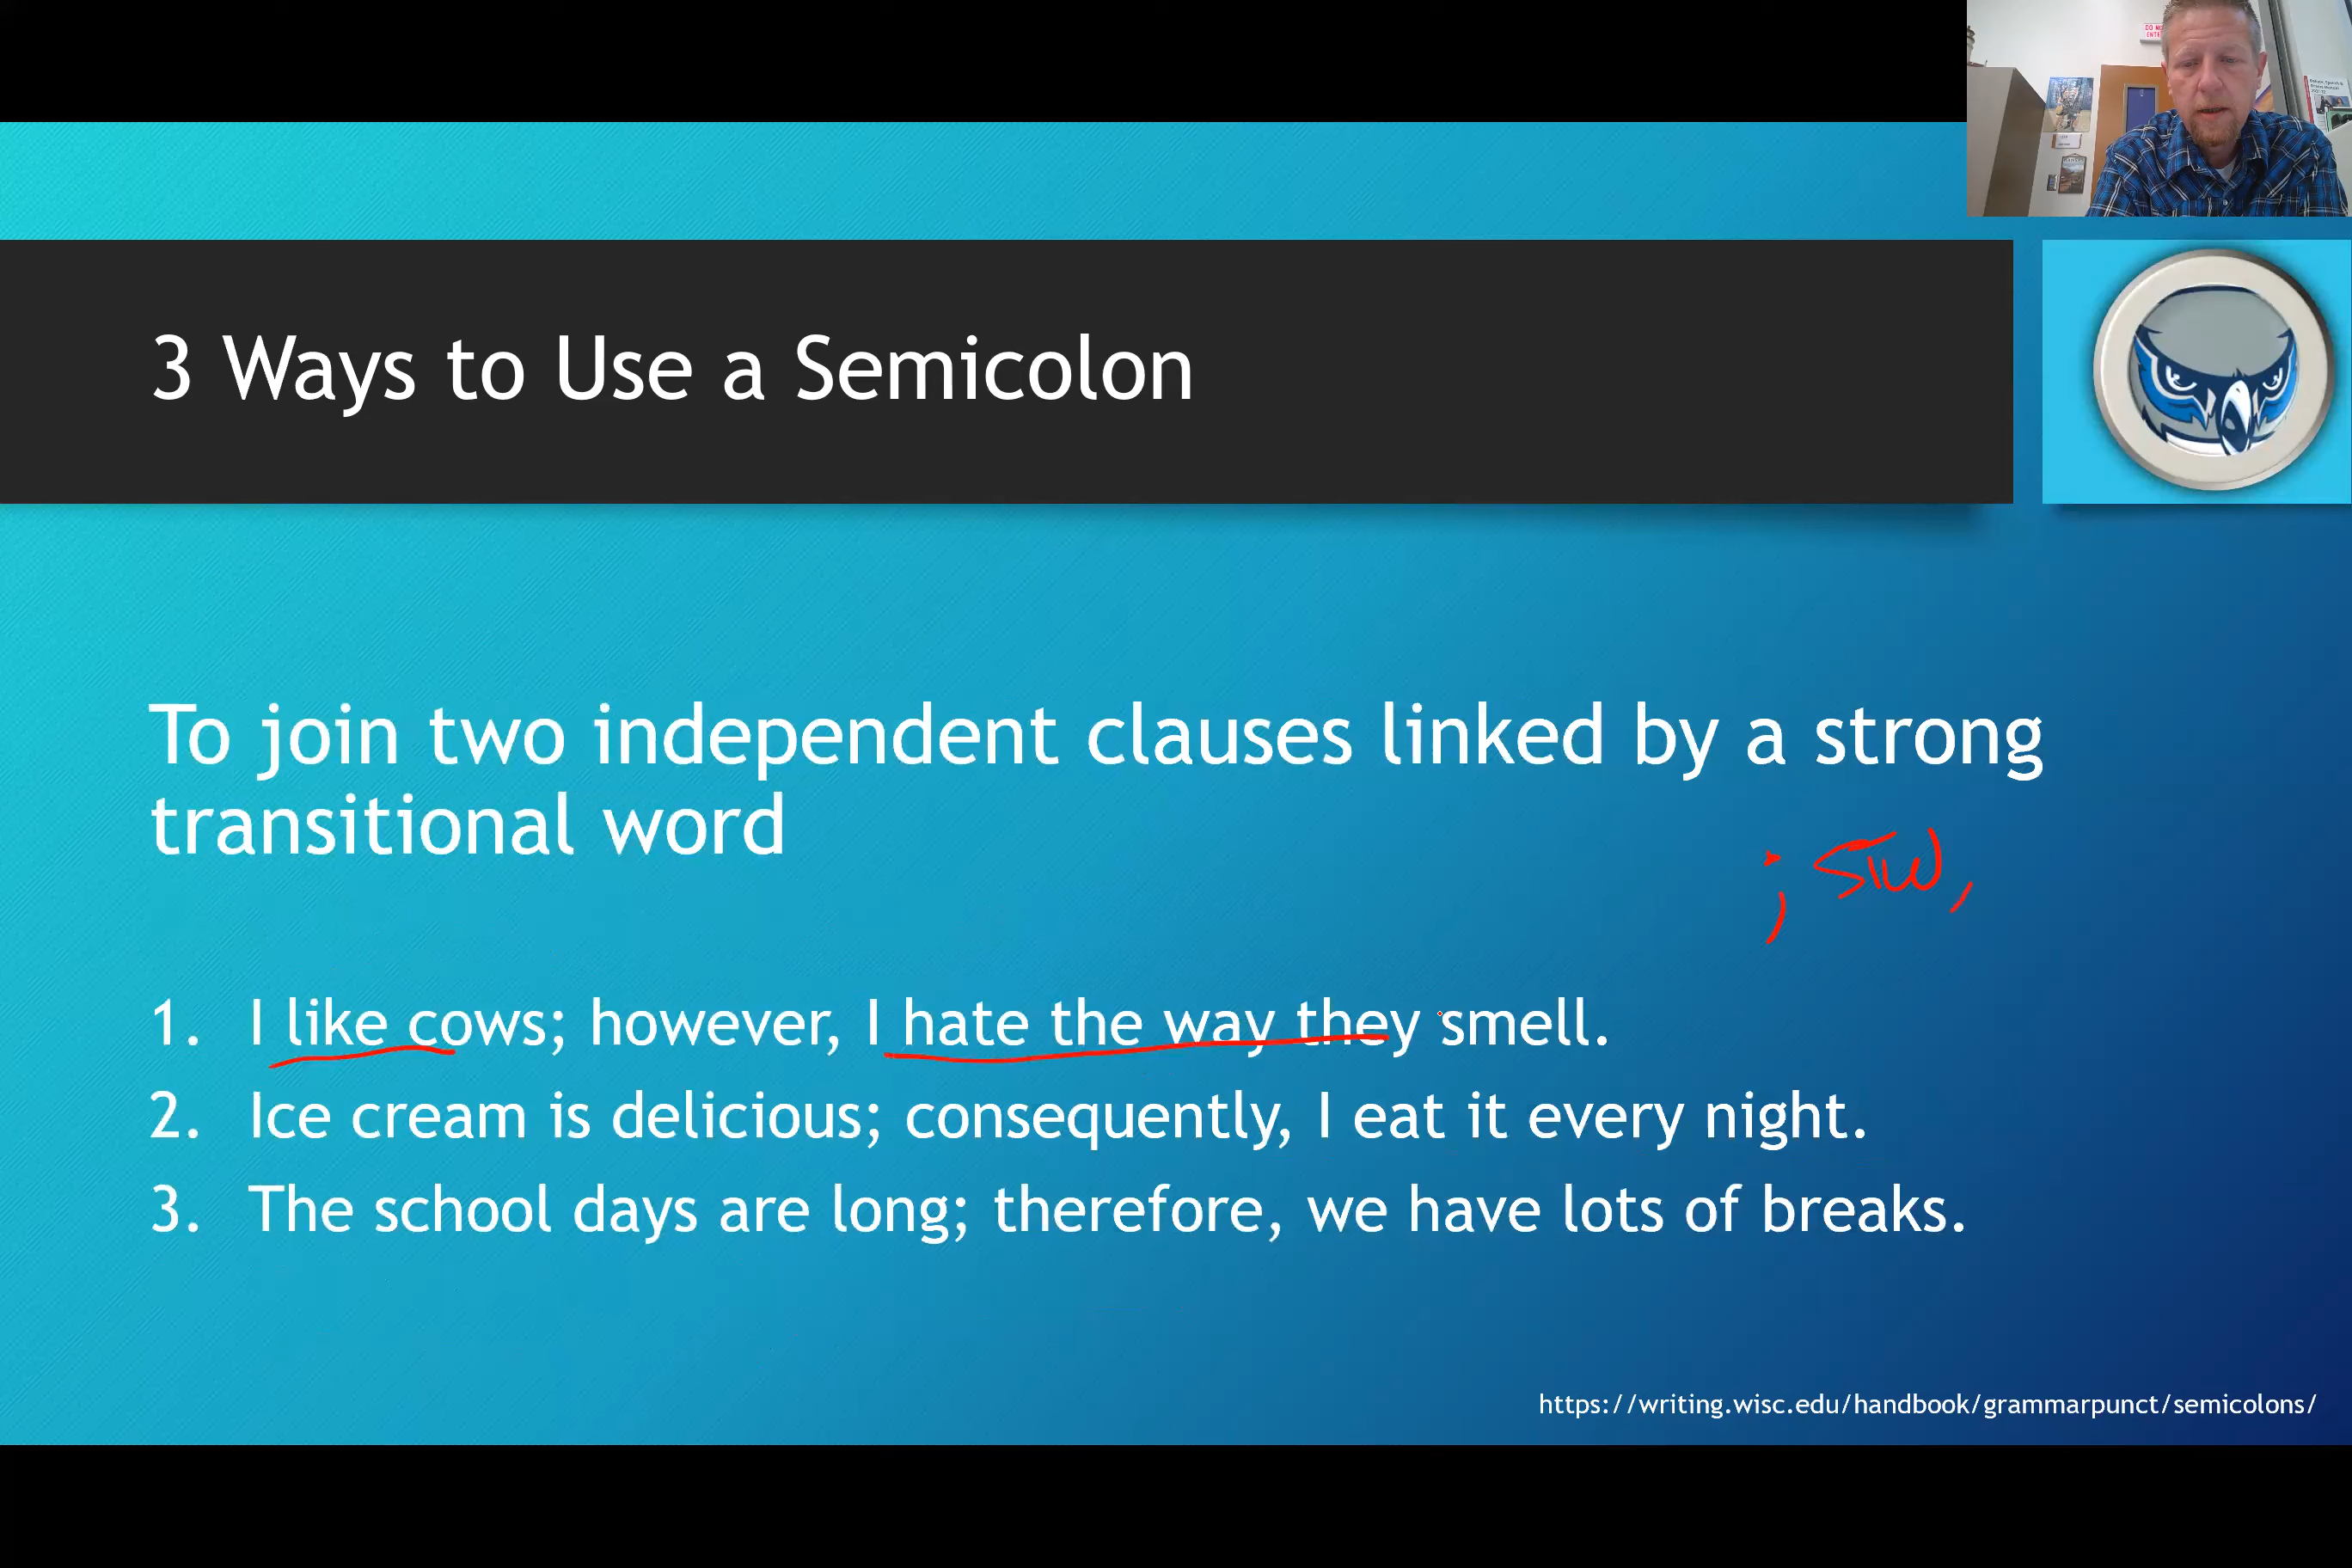 3 Ways to Use a Semicolon
To join two independent clauses linked by a strong
transitional word
; STW,
1. I like cows; however, I hate the way they smell.
2. Ice cream is delicious; consequently, I eat it every night.
3. The school days are long; therefore, we have lots of breaks.
https://writing.wisc.edu/handbook/grammarpunct/semicolons/